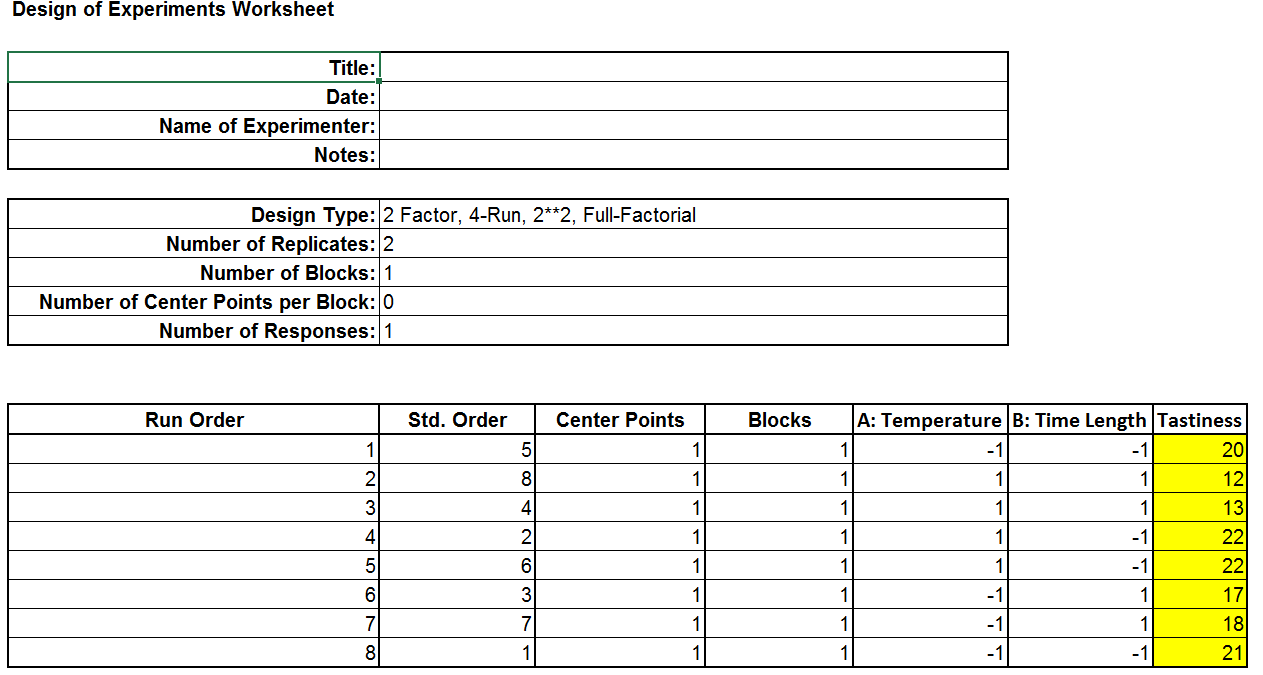 Design of Experiments Worksheet
Title:
Date:
Name of Experimenter:
Notes:
Design Type: 2 Factor, 4-Run, 2**2, Full-Factorial
Number of Replicates: 2
Number of Blocks: 1
Number of Center Points per Block: 0
Number of Responses: 1
Run Order Std. Order Center Points Blocks A: Temperature B: Time Length Tastiness
1 5 1 1 -1 -1 20
2 8 1 1 1 1 12
3 4 1 1 1 1 13
4 2 1 1 1 -1 22
5 6 1 1 1 -1 22
6 3 1 1 -1 1 17
7 7 1 1 -1 1 18
8 1 1 1 -1 -1 21